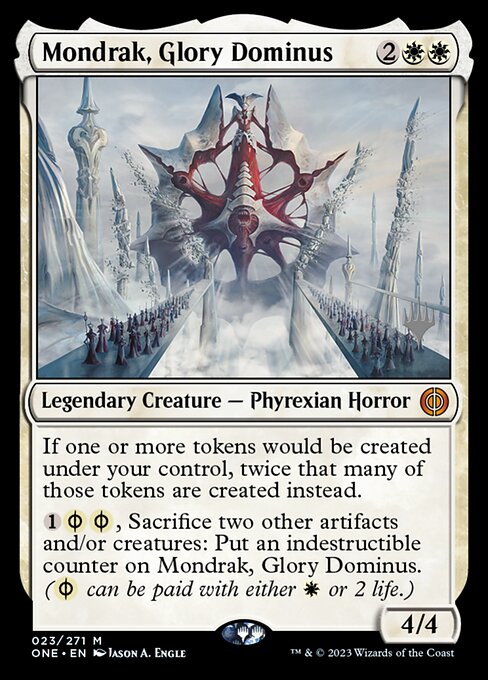 Mondrak, Glory Dominus 2
Legendary Creature — Phyrexian Horror
If one or more tokens would be created
under your control, twice that many of
those tokens are created instead.
1, Sacrifice two other artifacts
and/or creatures: Put an indestructible
counter on Mondrak, Glory Dominus.
( can be paid with either or 2 life.)
4/4
023/271 M
ONE • EN Jason A. Engle
™ & © 2023 Wizards of the Coast